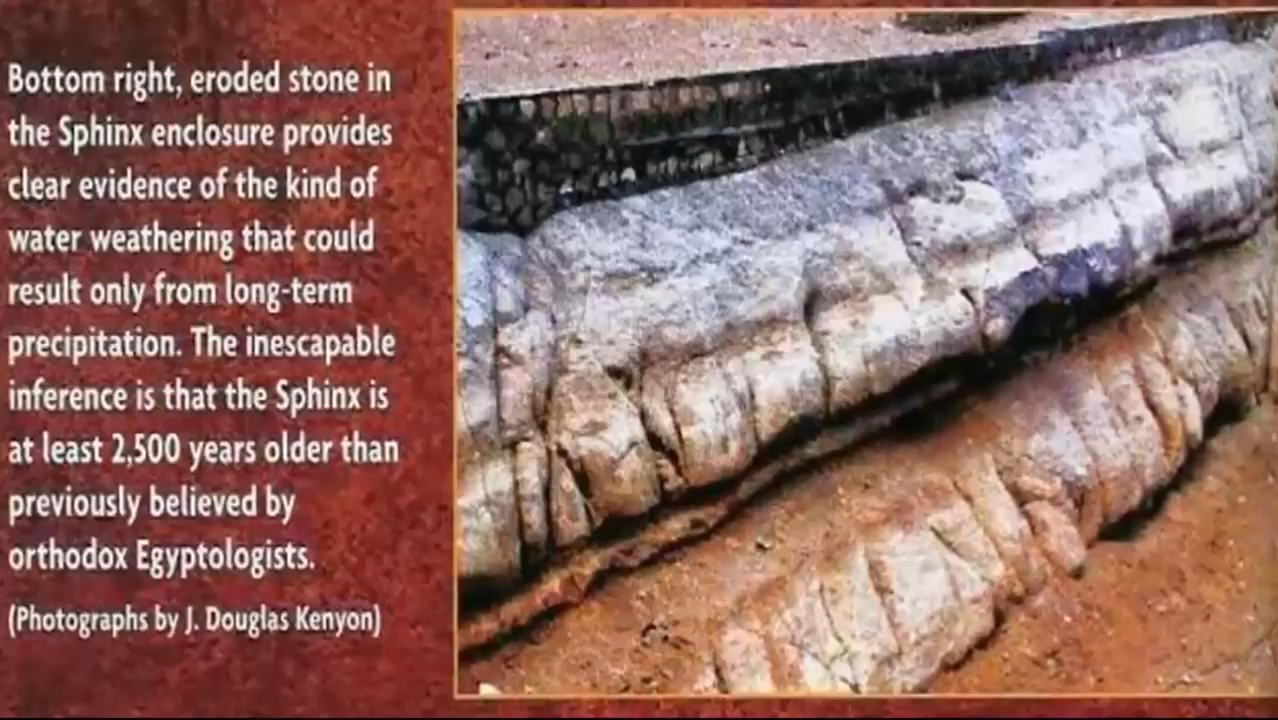 Bottom right, eroded stone in
the Sphinx enclosure provides
clear evidence of the kind of
water weathering that could
result only from long-term
precipitation. The inescapable
inference is that the Sphinx is
at least 2,500 years older than
previously believed by
orthodox Egyptologists.
(Photographs by J. Douglas Kenyon)